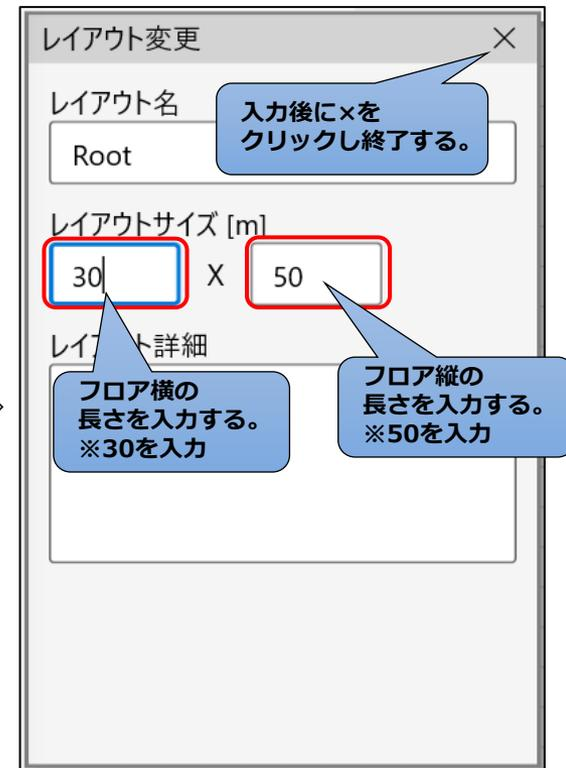 レイアウト変更
入力後に×を
クリックし終了する。
レイアウト名
Root
レイアウトサイズ [m]
30 X 50
レイ ト詳細
フロア横の
長さを入力する。
※30を入力
フロア縦の
長さを入力する。
※50を入力